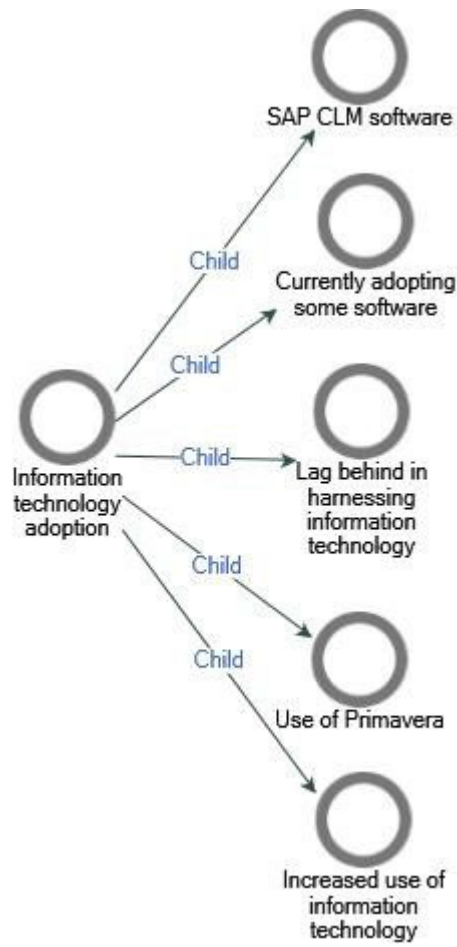 SAP CLM software
Child
Currently adopting
some software
Child
Information
technology
adoption
Child
Lag behind in
harnessing
information
technology
Child
Use of Primavera
Child
Increased use of
information
technology